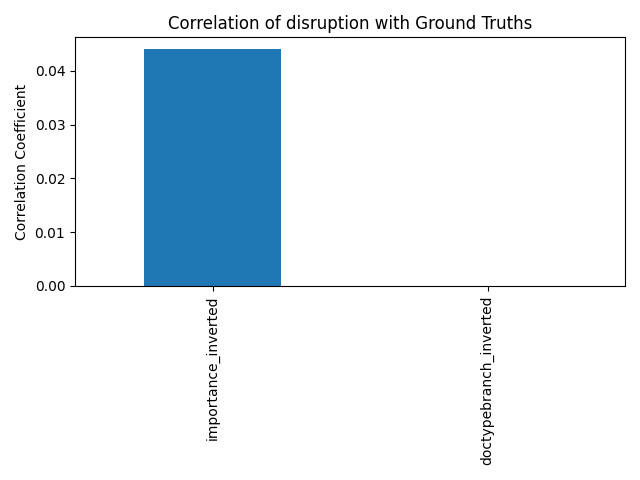 Correlation of disruption with Ground Truths
Correlation Coefficient
0.04
0.03
0.02
0.01
0.00
importance_inverted
doctypebranch_inverted